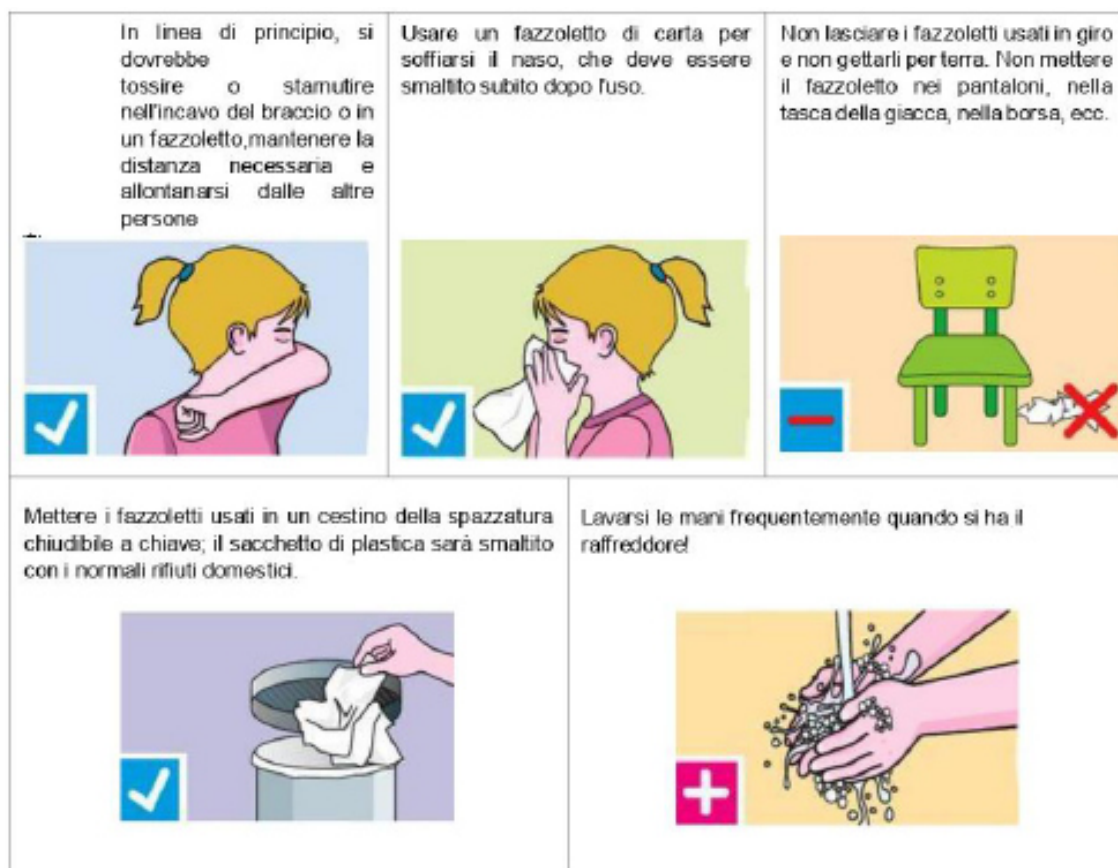 In linea di principio, si
dovrebbe
tossire o starnutire
nell'incavo del braccio o in
un fazzoletto,mantenere la
distanza necessaria e
allontanarsi dalle altre
persone
Usare un fazzoletto di carta per
soffiarsi il naso, che deve essere
smaltito subito dopo l'uso.
Non lasciare i fazzoletti usati in giro
e non gettarli per terra. Non mettere
il fazzoletto nei pantaloni, nella
tasca della giacca, nella borsa, ecc.
Mettere i fazzoletti usati in un cestino della spazzatura
chiudibile a chiave; il sacchetto di plastica sarà smaltito
con i normali rifiuti domestici.
Lavarsi le mani frequentemente quando si ha il
raffreddore!